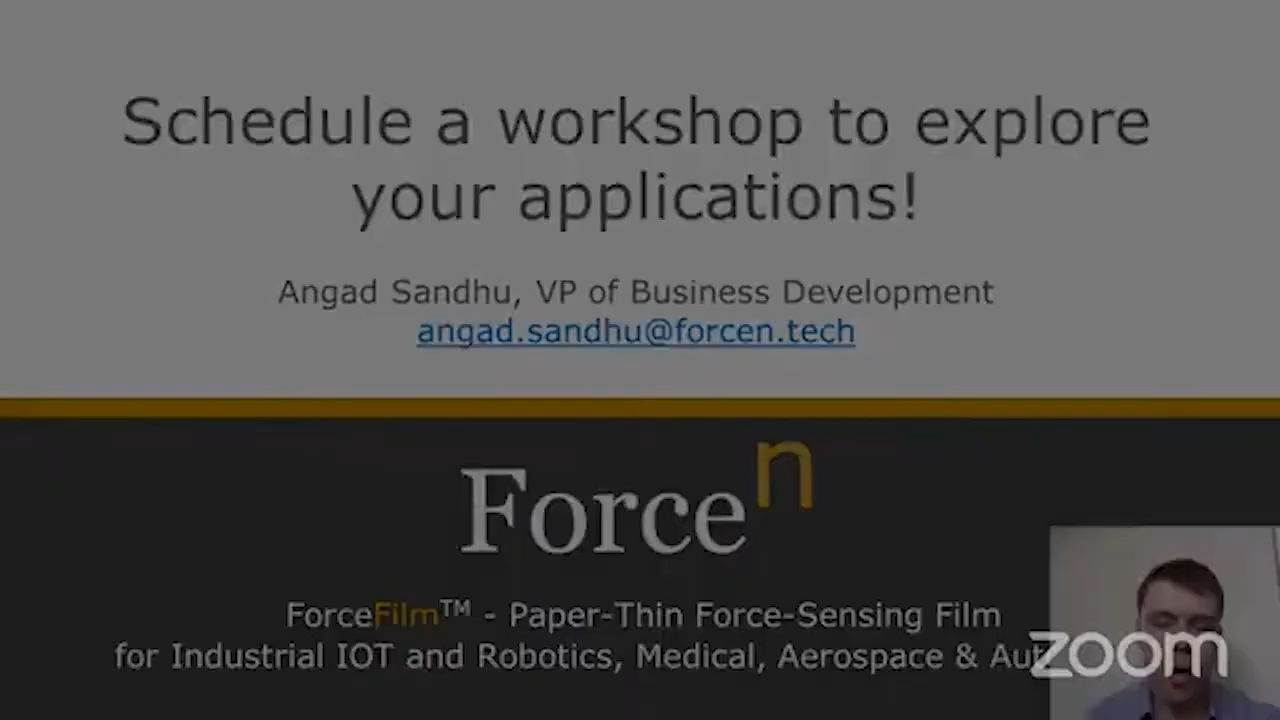 Schedule a workshop to explore
your applications!
Angad Sandhu, VP of Business Development
angad.sandhu@forcen.tech
Forceⁿ
ForceFilm™ - Paper-Thin Force-Sensing Film
for Industrial IOT and Robotics, Medical, Aerospace &
zoom